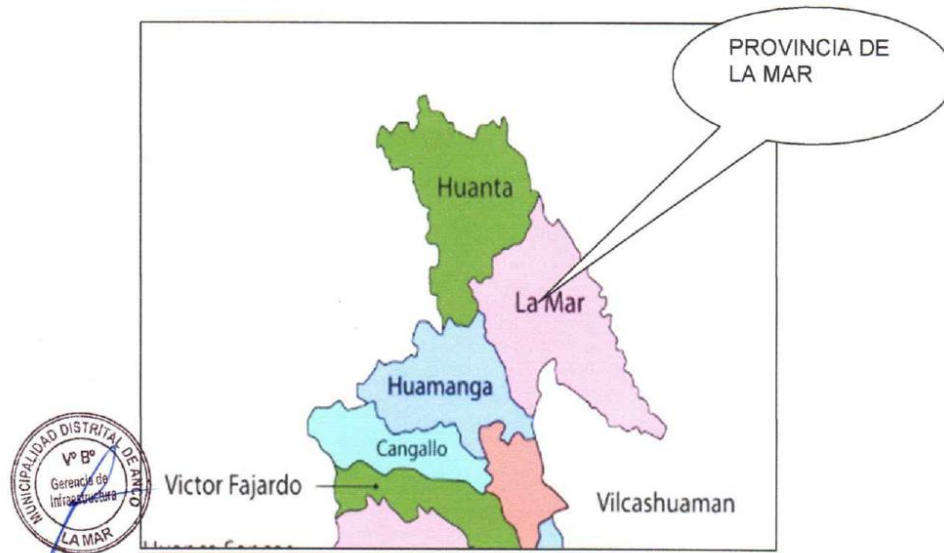 PROVINCIA DE
LA MAR
Huanta
La Mar
Huamanga
Cangallo
Victor Fajardo
Vilcashuaman
MUNICIPALIDAD DISTRITAL DE ANCO
Vº Bº
Gerencia de
Infraestructura
LA MAR